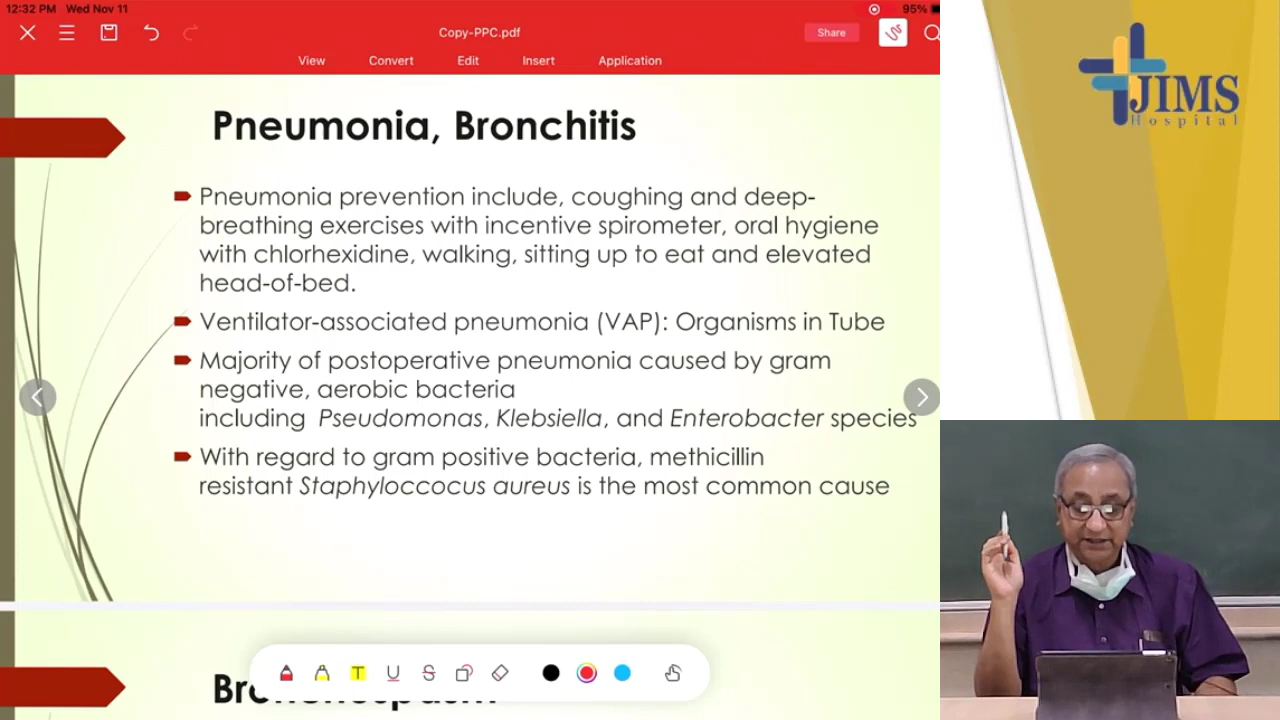 12:32 PM Wed Nov 11
95%
Copy-PPC.pdf
Share
View Convert Edit Insert Application
JIMS
Hospital
Pneumonia, Bronchitis
Pneumonia prevention include, coughing and deep-
breathing exercises with incentive spirometer, oral hygiene
with chlorhexidine, walking, sitting up to eat and elevated
head-of-bed.
Ventilator-associated pneumonia (VAP): Organisms in Tube
Majority of postoperative pneumonia caused by gram
negative, aerobic bacteria
including Pseudomonas, Klebsiella, and Enterobacter species
With regard to gram positive bacteria, methicillin
resistant Staphyloccocus aureus is the most common cause
T U S
Bronchospasm